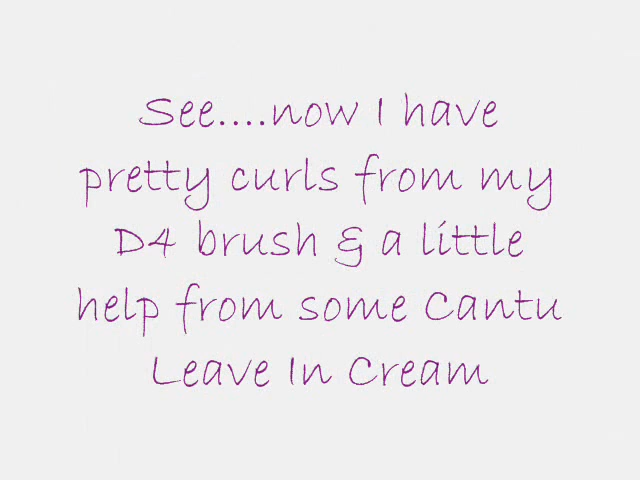 See....now I have
pretty curls from my
D4 brush & a little
help from some Cantu
Leave In Cream